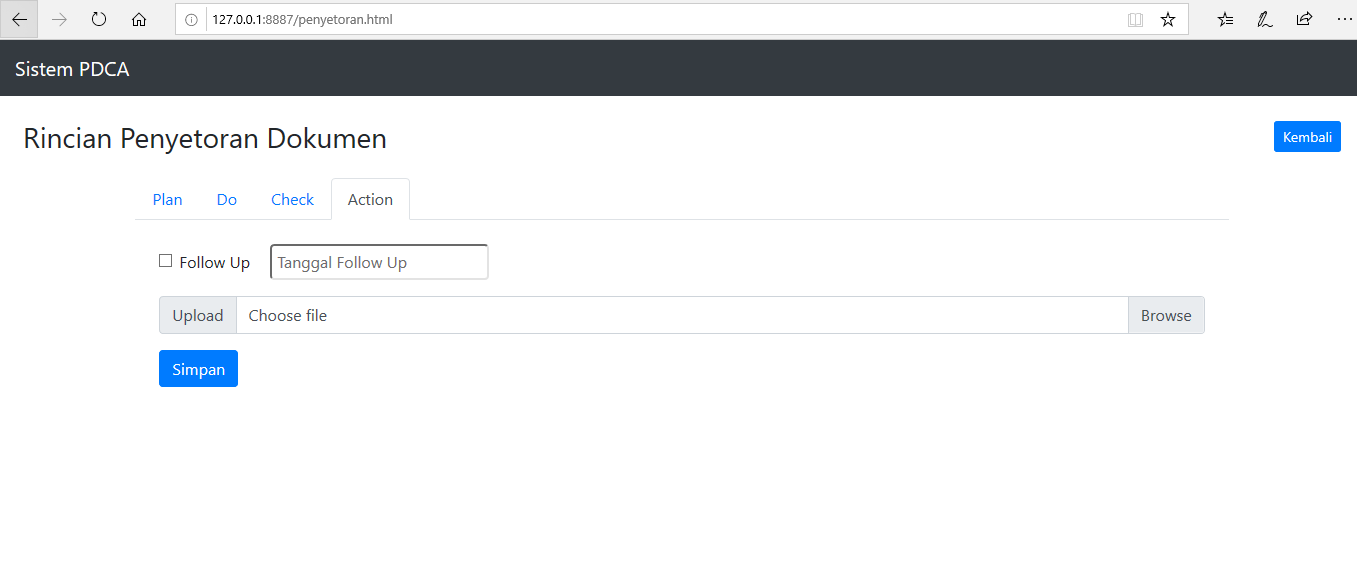 127.0.0.1:8887/penyetoran.html
Sistem PDCA
Rincian Penyetoran Dokumen
Kembali
Plan Do Check Action
Follow Up Tanggal Follow Up
Upload Choose file Browse
Simpan